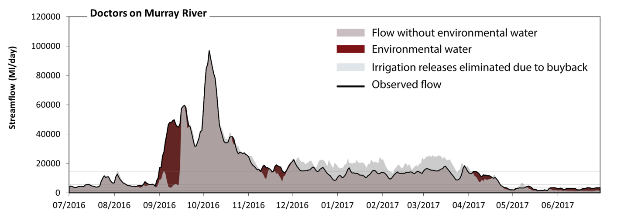 Doctors on Murray River
120000
100000
80000
60000
40000
20000
0
Streamflow (Ml/day)
Flow without environmental water
Environmental water
Irrigation releases eliminated due to buyback
Observed flow
07/2016 08/2016 09/2016 10/2016 11/2016 12/2016 01/2017 02/2017 03/2017 04/2017 05/2017 06/2017